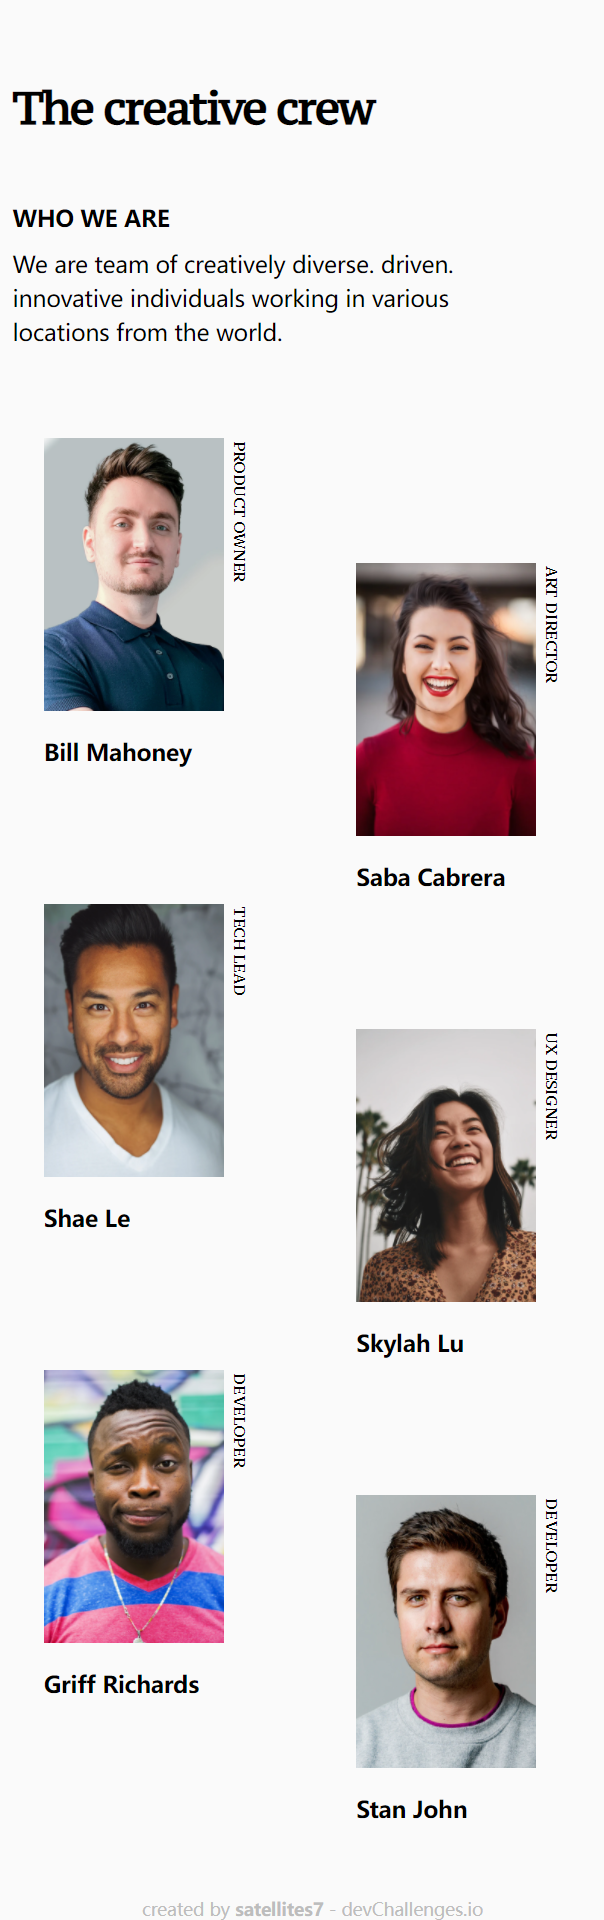 The creative crew
WHO WE ARE
We are team of creatively diverse. driven.
innovative individuals working in various
locations from the world.
PRODUCT OWNER
Bill Mahoney
ART DIRECTOR
Saba Cabrera
TECH LEAD
Shae Le
UX DESIGNER
Skylah Lu
DEVELOPER
Griff Richards
DEVELOPER
Stan John
created by satellites7 - devChallenges.io